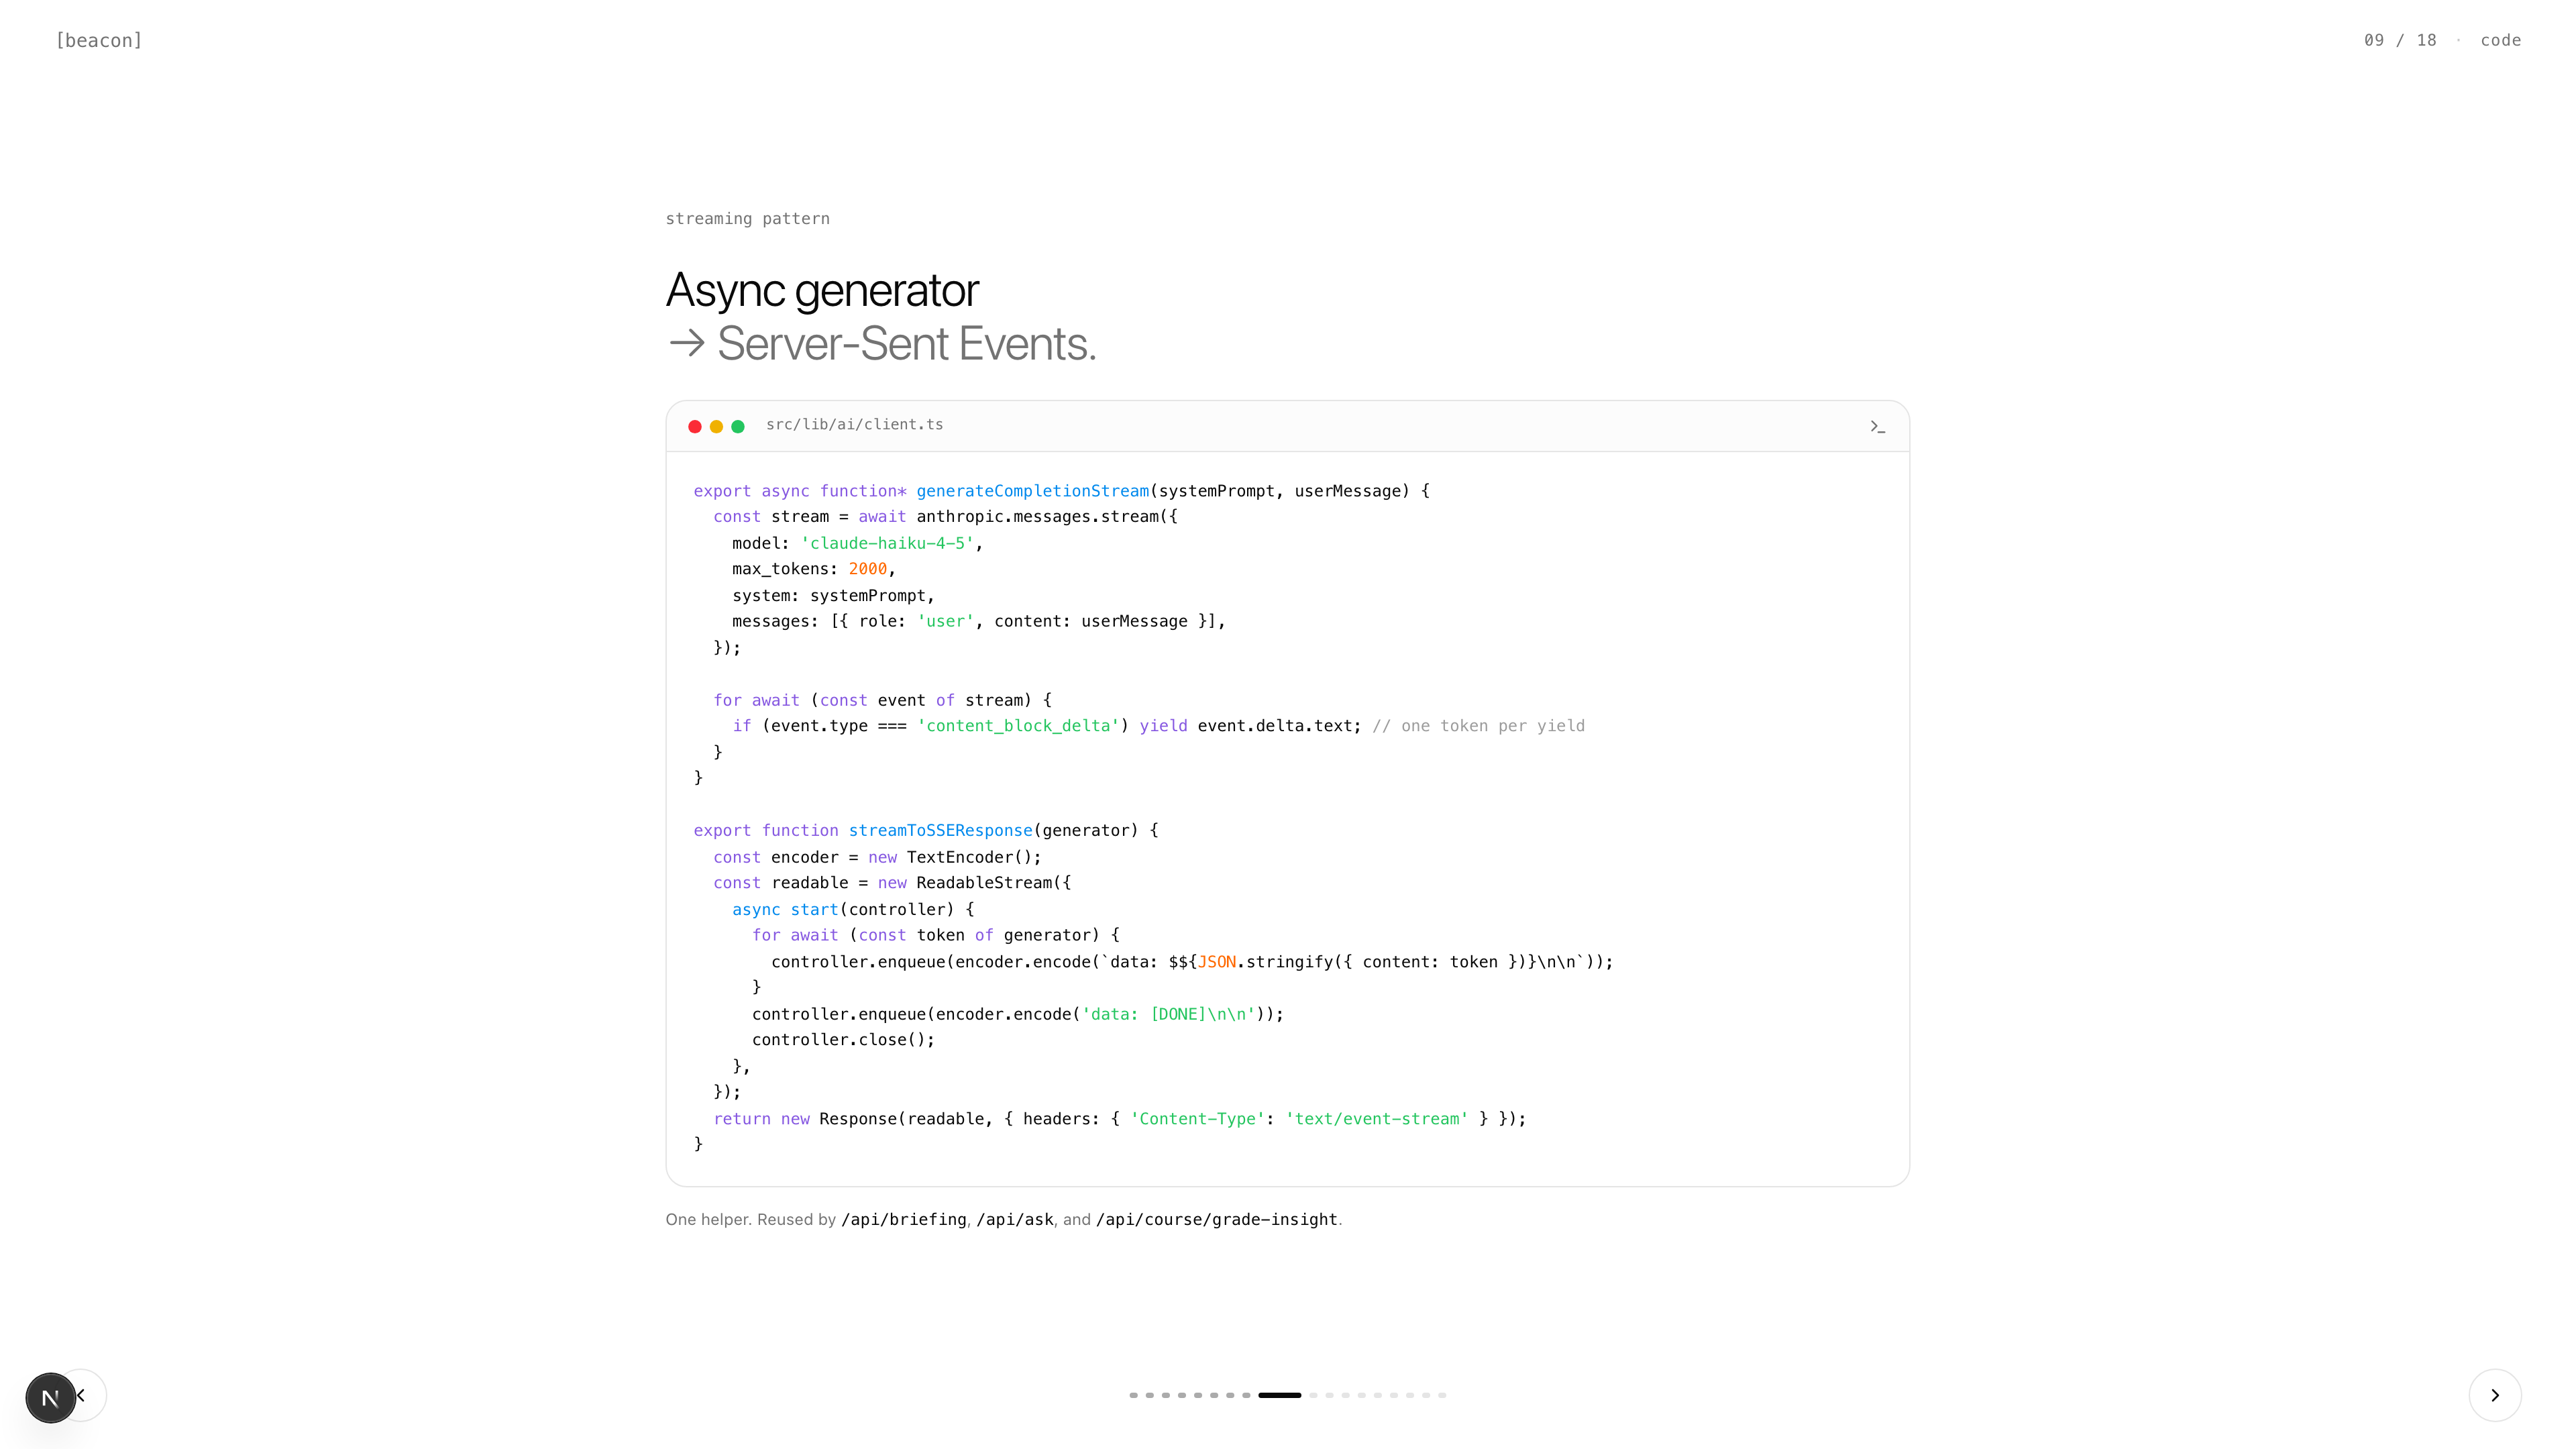 [beacon]
09 / 18 · code
streaming pattern
Async generator
→ Server-Sent Events.
src/lib/ai/client.ts
export async function* generateCompletionStream(systemPrompt, userMessage) {
  const stream = await anthropic.messages.stream({
    model: 'claude-haiku-4-5',
    max_tokens: 2000,
    system: systemPrompt,
    messages: [{ role: 'user', content: userMessage }],
  });

  for await (const event of stream) {
    if (event.type === 'content_block_delta') yield event.delta.text; // one token per yield
  }
}

export function streamToSSEResponse(generator) {
  const encoder = new TextEncoder();
  const readable = new ReadableStream({
    async start(controller) {
      for await (const token of generator) {
        controller.enqueue(encoder.encode(`data: $${JSON.stringify({ content: token })}\n\n`));
      }
      controller.enqueue(encoder.encode('data: [DONE]\n\n'));
      controller.close();
    },
  });
  return new Response(readable, { headers: { 'Content-Type': 'text/event-stream' } });
}
One helper. Reused by /api/briefing, /api/ask, and /api/course/grade-insight.
N